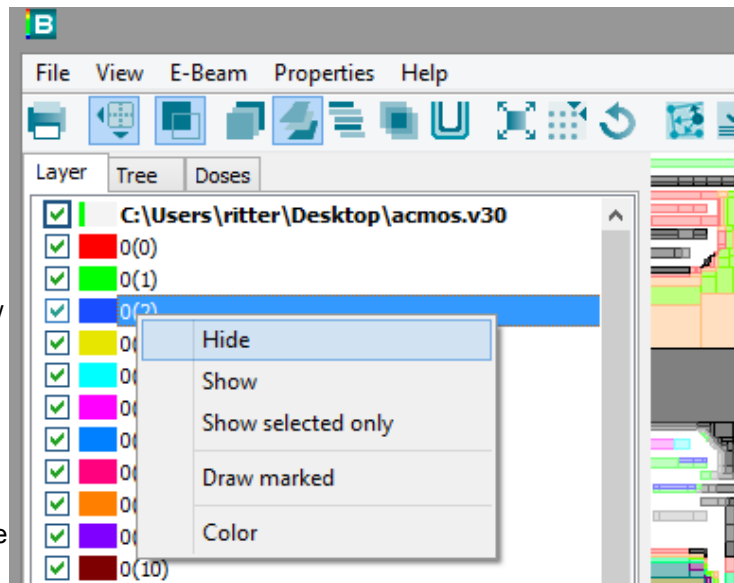 B
File View E-Beam Properties Help
Layer Tree Doses
C:\Users\ritter\Desktop\acmos.v30
0(0)
0(1)
0(2)
Hide
Show
Show selected only
Draw marked
Color
0(10)